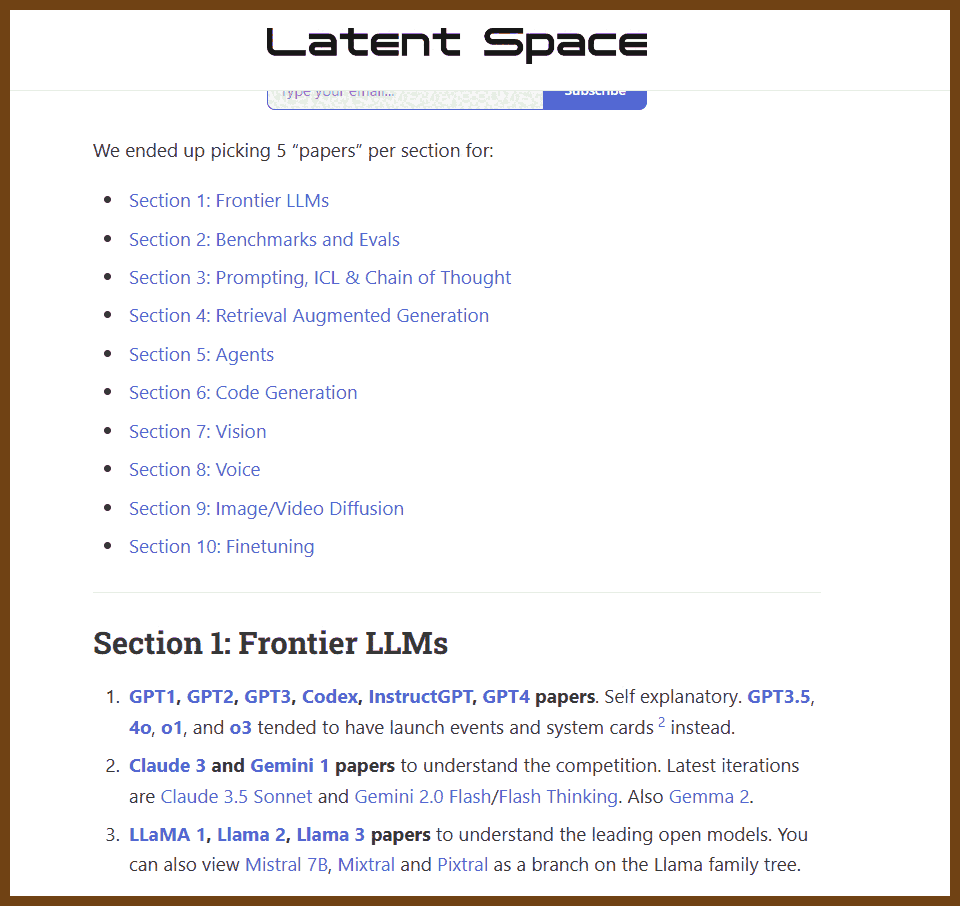 Latent Space
Type your email...
Subscribe
We ended up picking 5 “papers” per section for:
• Section 1: Frontier LLMs
• Section 2: Benchmarks and Evals
• Section 3: Prompting, ICL & Chain of Thought
• Section 4: Retrieval Augmented Generation
• Section 5: Agents
• Section 6: Code Generation
• Section 7: Vision
• Section 8: Voice
• Section 9: Image/Video Diffusion
• Section 10: Finetuning
Section 1: Frontier LLMs
1. GPT1, GPT2, GPT3, Codex, InstructGPT, GPT4 papers. Self explanatory. GPT3.5,
4o, o1, and o3 tended to have launch events and system cards 2 instead.
2. Claude 3 and Gemini 1 papers to understand the competition. Latest iterations
are Claude 3.5 Sonnet and Gemini 2.0 Flash/Flash Thinking. Also Gemma 2.
3. LLaMA 1, Llama 2, Llama 3 papers to understand the leading open models. You
can also view Mistral 7B, Mixtral and Pixtral as a branch on the Llama family tree.